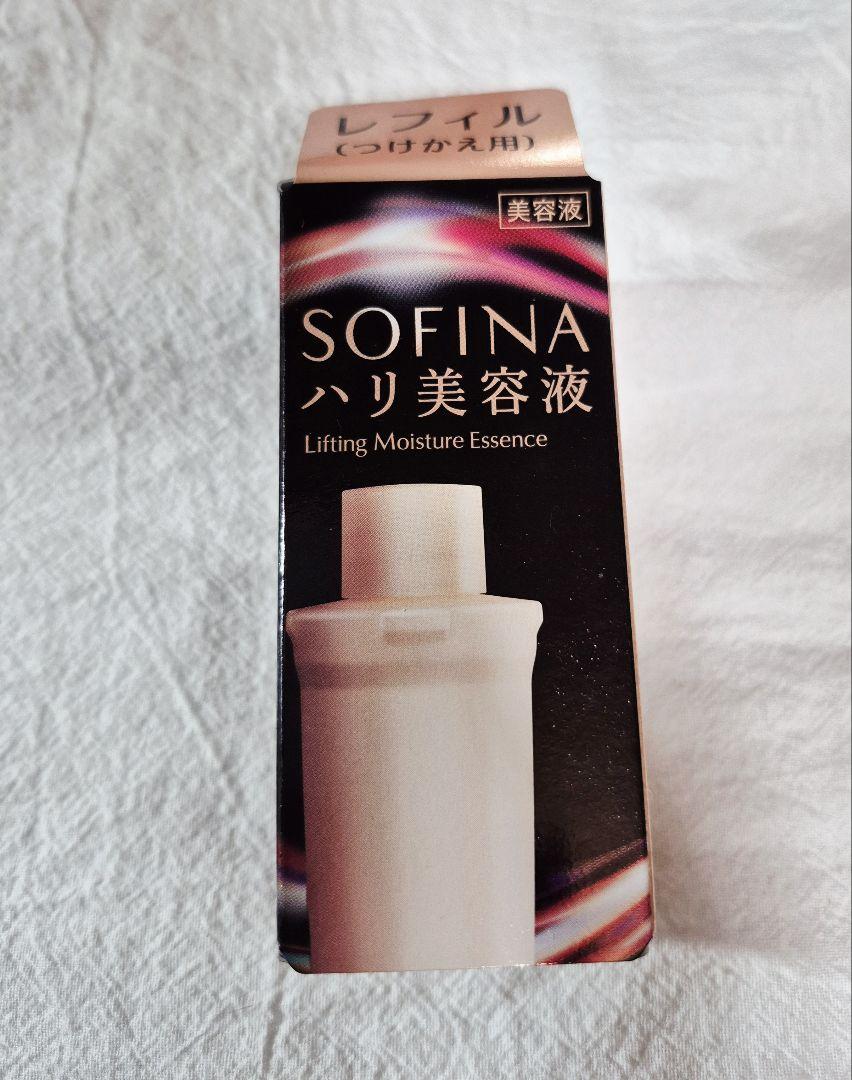 レフィル
(つけかえ用)
美容液
SOFINA
ハリ美容液
Lifting Moisture Essence